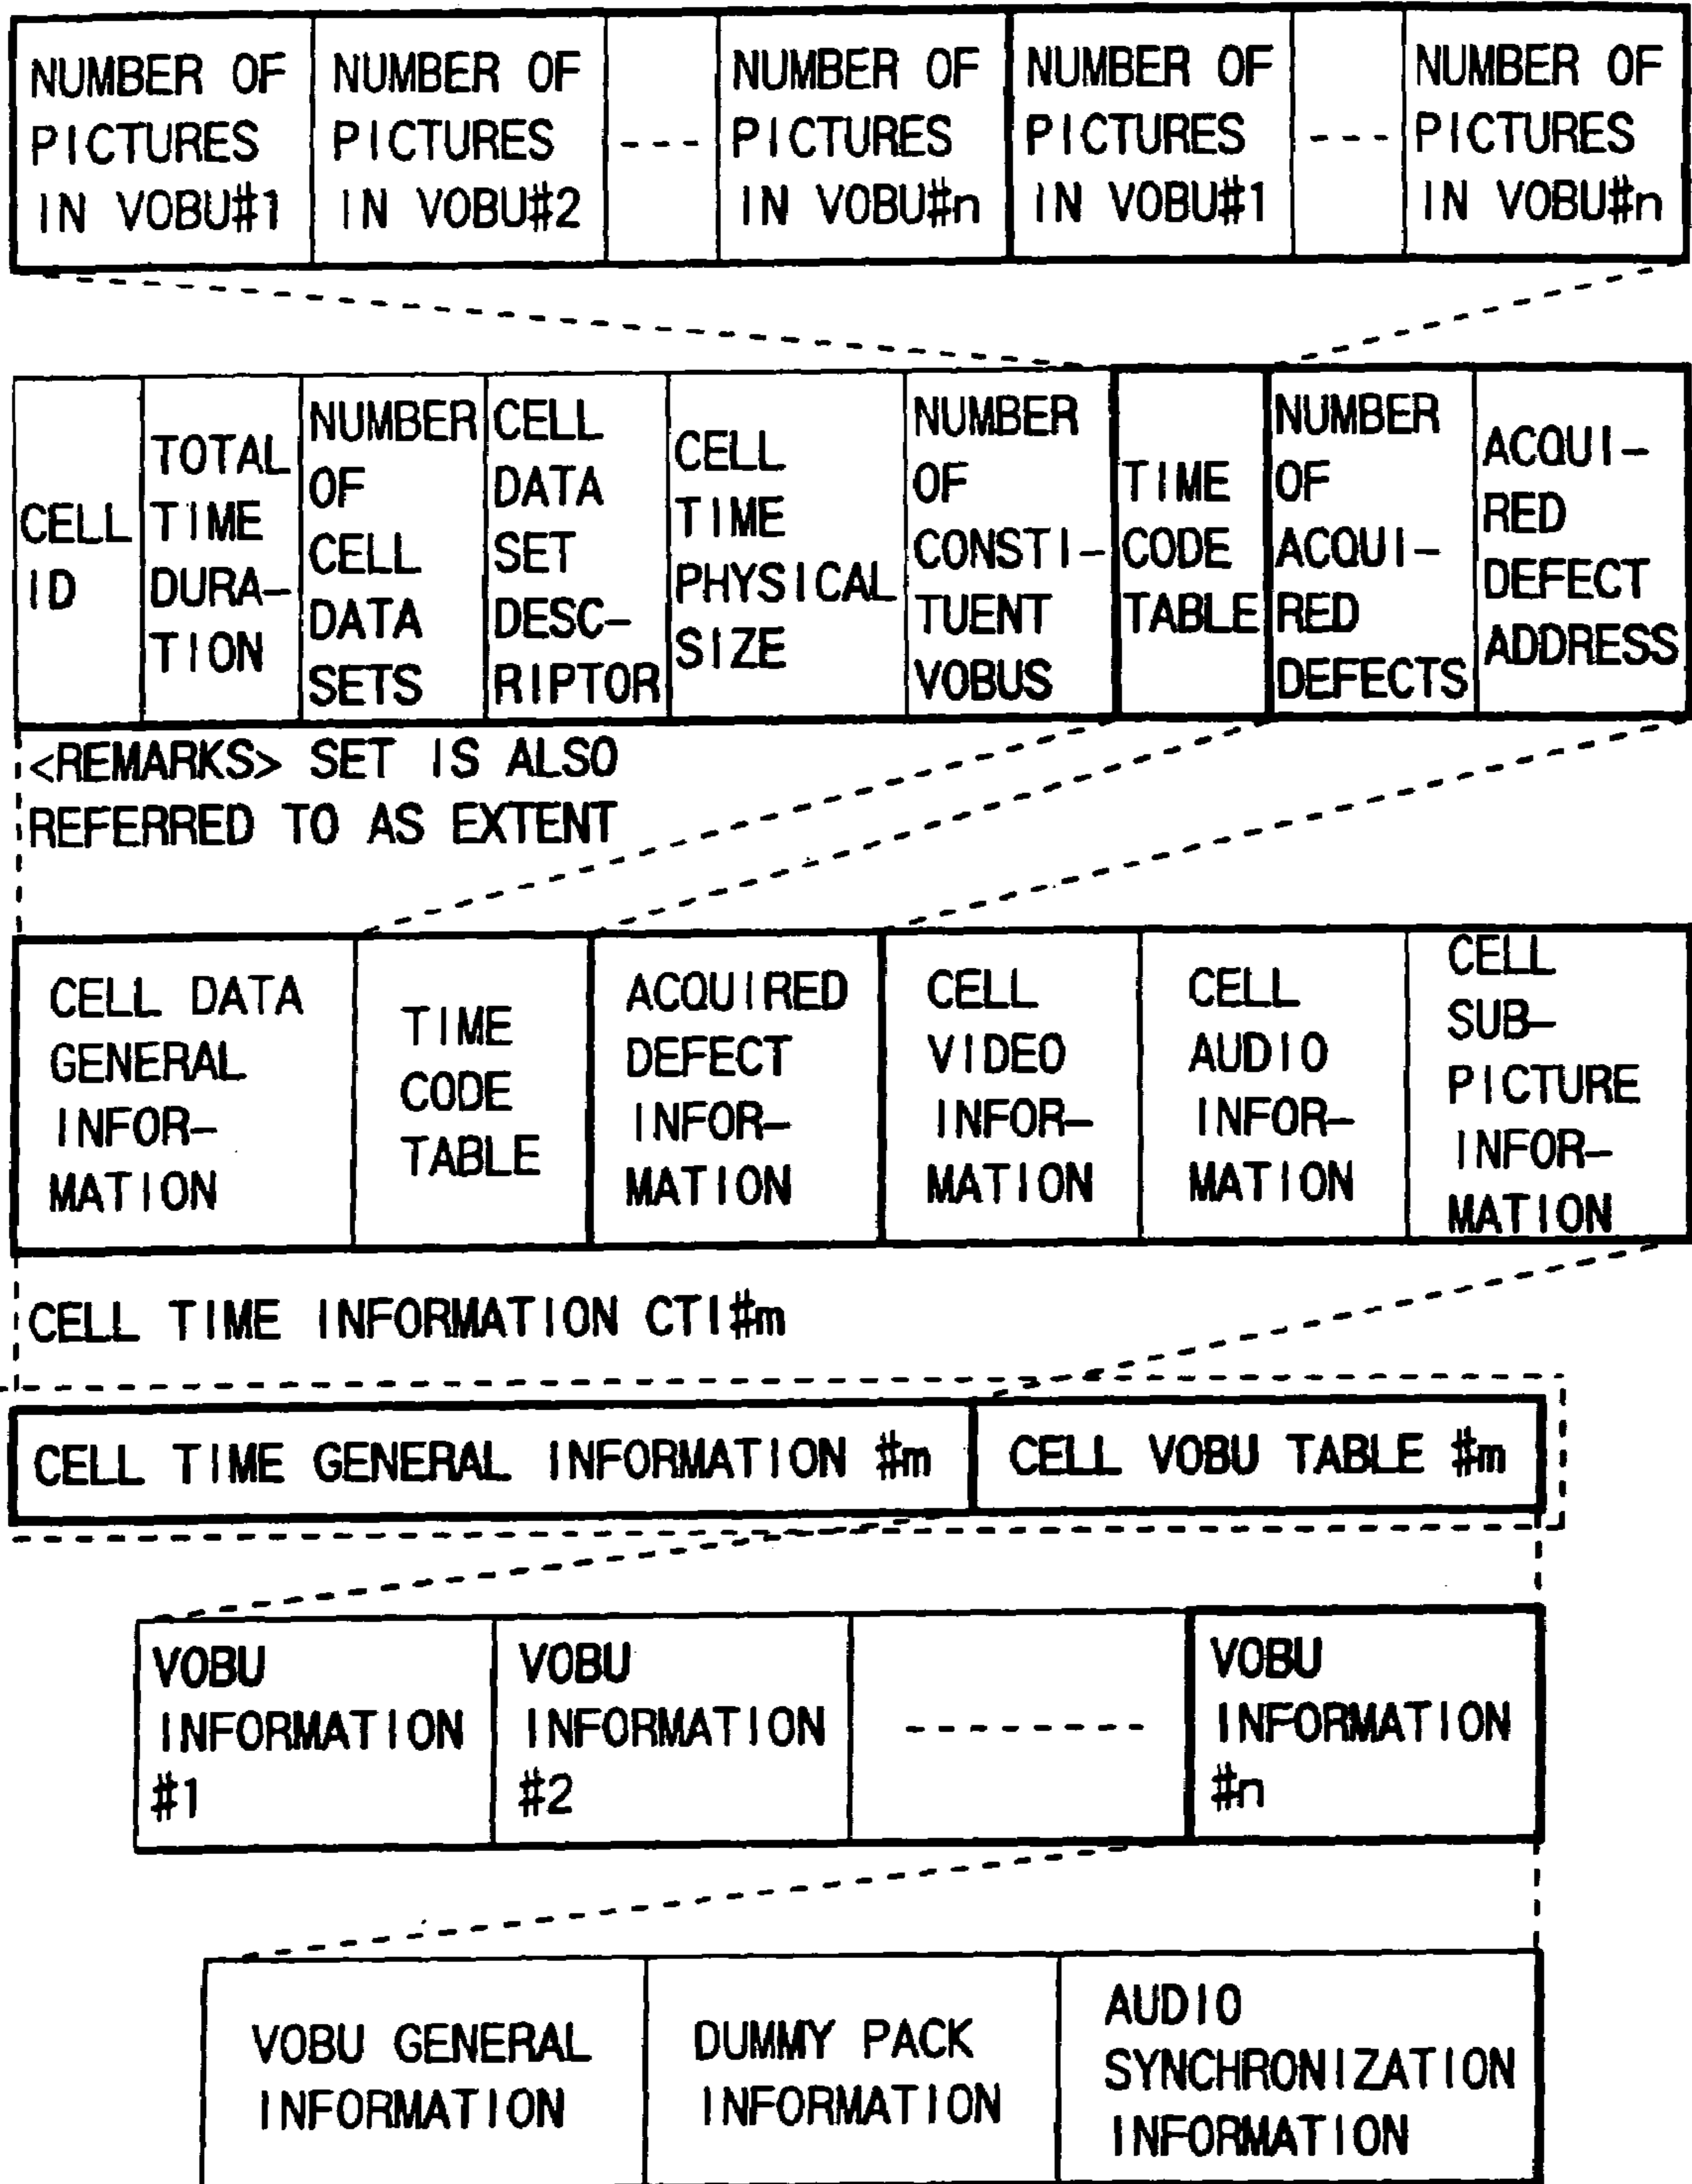 NUMBER OF
PICTURES
IN VOBU#1
NUMBER OF
PICTURES
IN VOBU#2
---
NUMBER OF
PICTURES
IN VOBU#n
NUMBER OF
PICTURES
IN VOBU#1
---
NUMBER OF
PICTURES
IN VOBU#n
CELL
ID
TOTAL
TIME
DURA-
TION
NUMBER
OF
CELL
DATA
SETS
CELL
DATA
SET
DESC-
RIPTOR
CELL
TIME
PHYSICAL
SIZE
NUMBER
OF
CONSTI-
TUENT
VOBUS
TIME
CODE
TABLE
NUMBER
OF
ACQUI-
RED
DEFECTS
ACQUI-
RED
DEFECT
ADDRESS
<REMARKS> SET IS ALSO
REFERRED TO AS EXTENT
CELL DATA
GENERAL
INFOR-
MATION
TIME
CODE
TABLE
ACQUIRED
DEFECT
INFOR-
MATION
CELL
VIDEO
INFOR-
MATION
CELL
AUDIO
INFOR-
MATION
CELL
SUB-
PICTURE
INFOR-
MATION
CELL TIME INFORMATION CTI#m
CELL TIME GENERAL INFORMATION #m
CELL VOBU TABLE #m
VOBU
INFORMATION
#1
VOBU
INFORMATION
#2
---------
VOBU
INFORMATION
#n
VOBU GENERAL
INFORMATION
DUMMY PACK
INFORMATION
AUDIO
SYNCHRONIZATION
INFORMATION